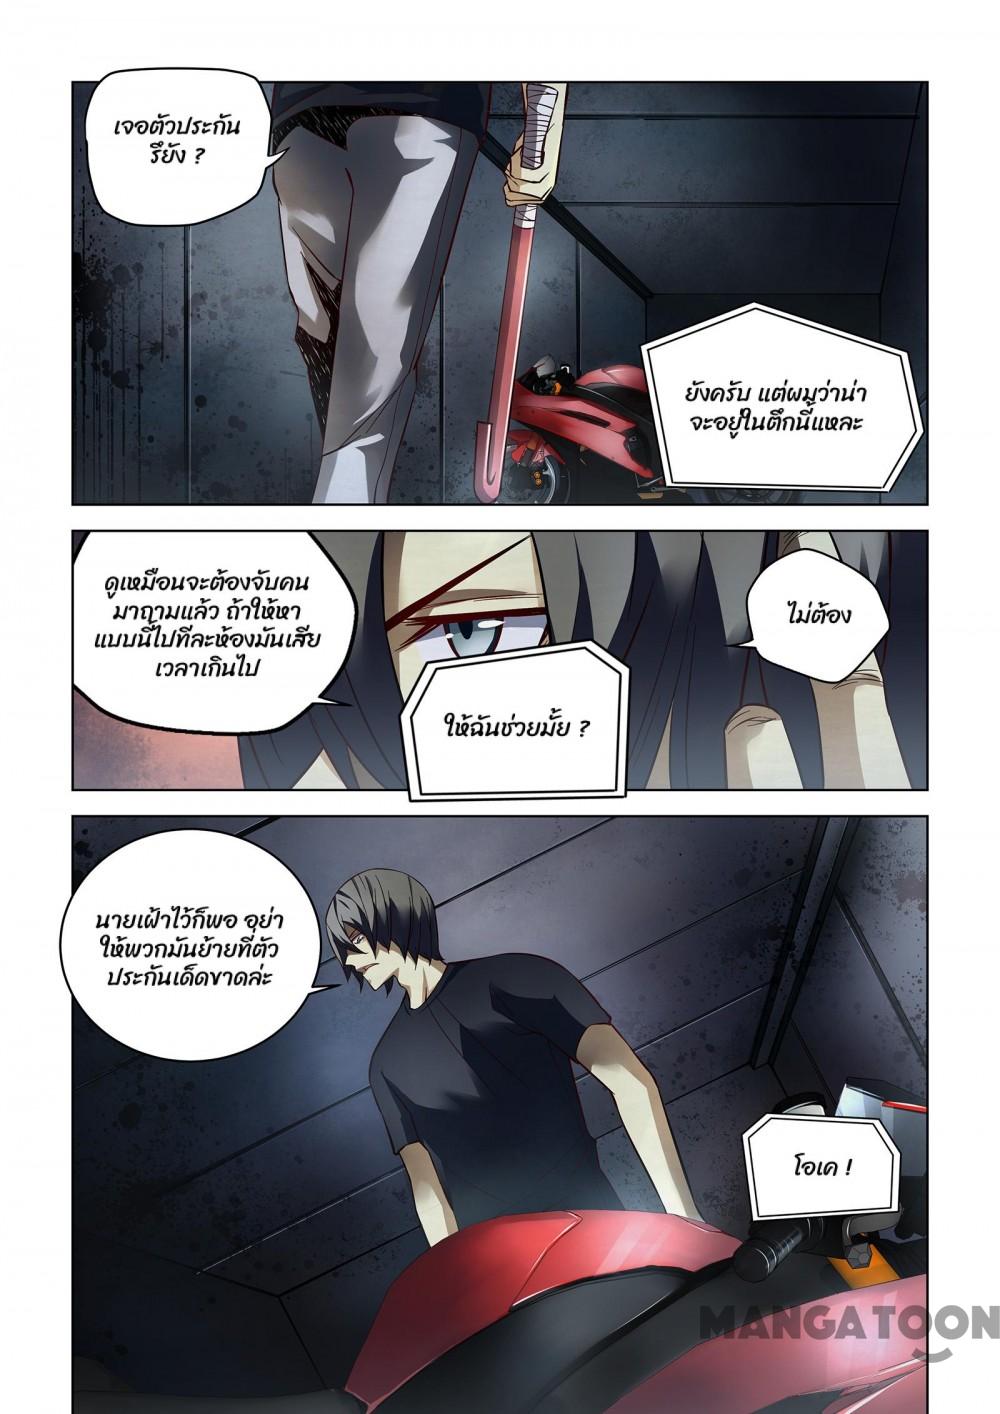 เจอตัวประกัน
รึยัง ?
ยังครับ แต่ผมว่าน่า
จะอยู่ในตึกนี้แหละ
ดูเหมือนจะต้องจับคน
มาถามแล้ว ถ้าให้หา
แบบนี้ไปทีละห้องมันเสีย
เวลาเกินไป
ให้ฉันช่วยมั้ย ?
ไม่ต้อง
นายเฝ้าไว้ก็พอ อย่า
ให้พวกมันย้ายที่ตัว
ประกันเด็ดขาดล่ะ
โอเค !
MANGATOON